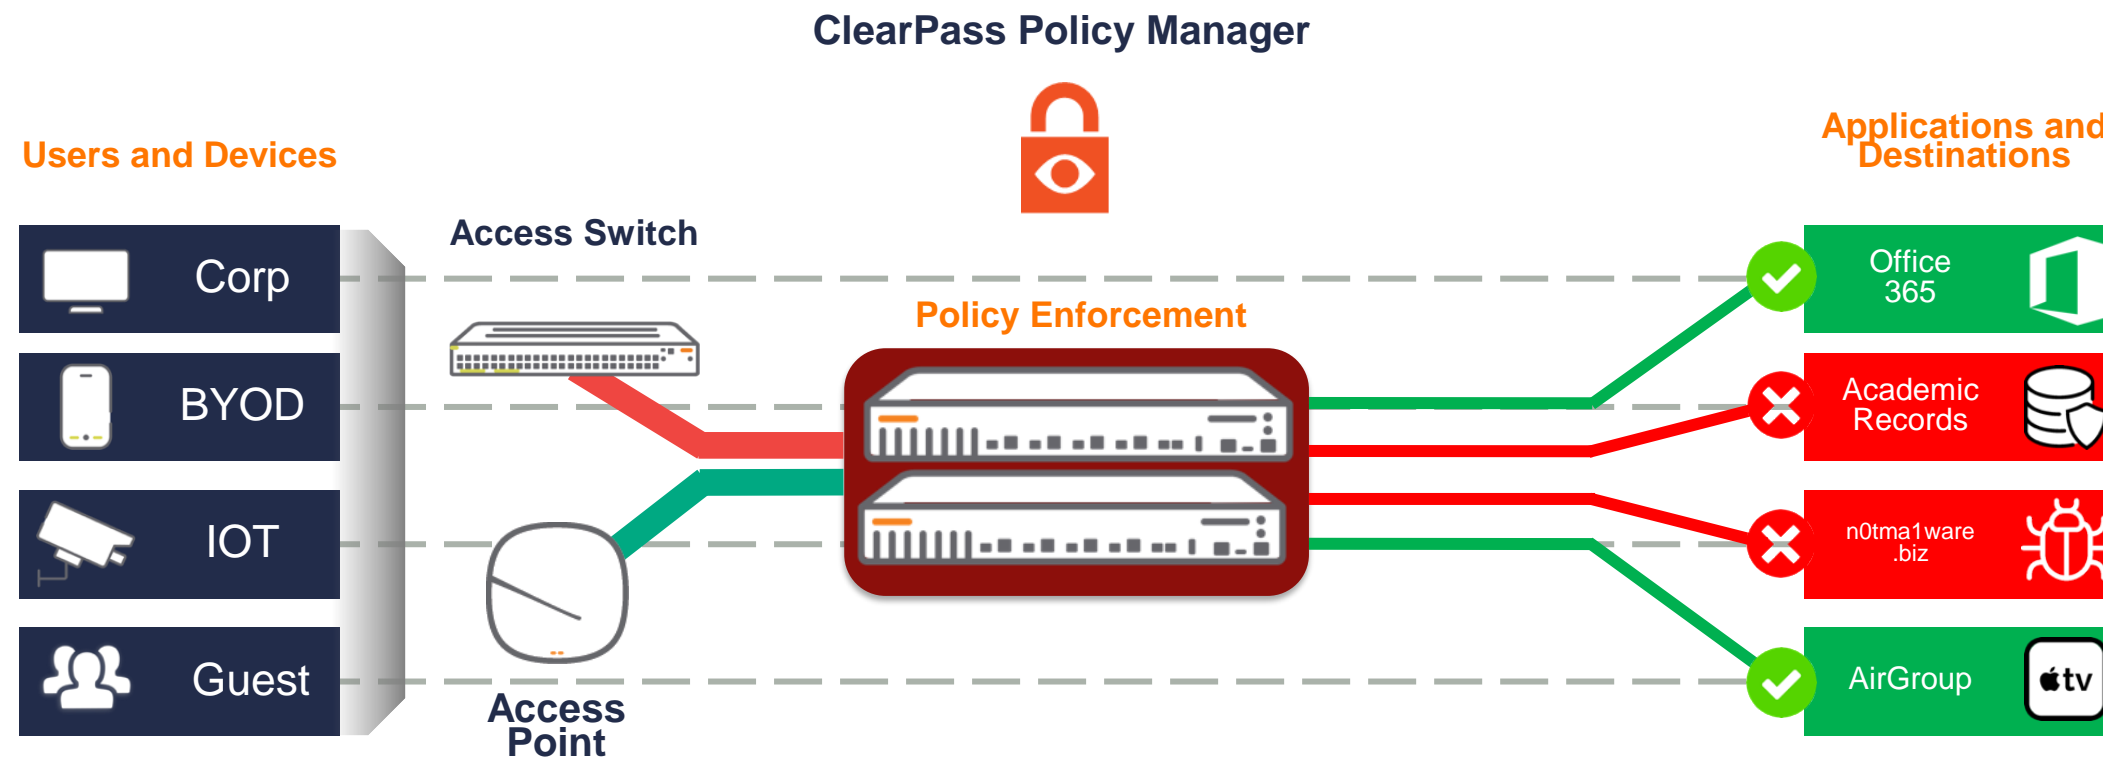 ClearPass Policy Manager
Users and Devices
Applications and
Destinations
Access Switch
Corp
Office
365
Policy Enforcement
BYOD
Academic
Records
IOT
n0tma1ware
.biz
Guest
AirGroup
tv
Access
Point